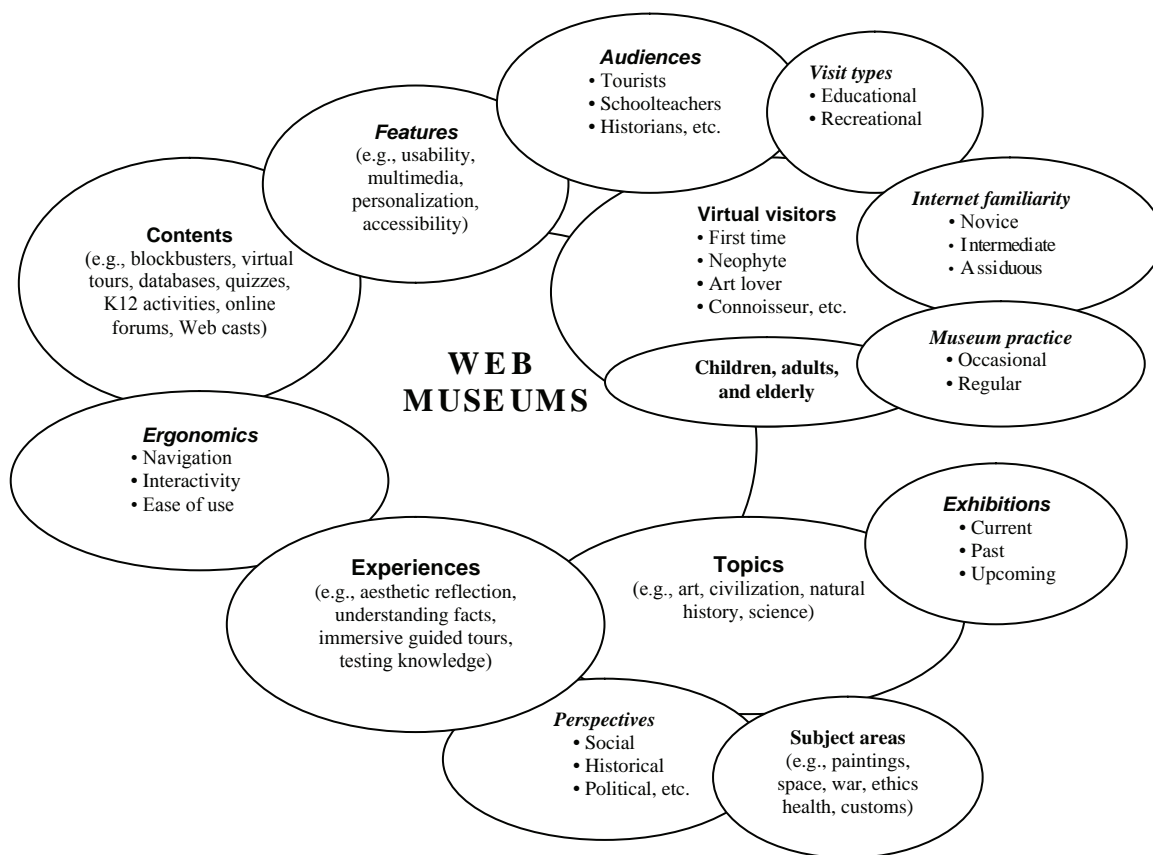 Audiences
• Tourists
• Schoolteachers
• Historians, etc.
Visit types
• Educational
• Recreational
Features
(e.g., usability,
multimedia,
personalization,
accessibility)
Internet familiarity
• Novice
• Intermediate
• Assiduous
Virtual visitors
• First time
• Neophyte
• Art lover
• Connoisseur, etc.
Contents
(e.g., blockbusters, virtual
tours, databases, quizzes,
K12 activities, online
forums, Web casts)
Museum practice
• Occasional
• Regular
Children, adults,
and elderly
WEB
MUSEUMS
Ergonomics
• Navigation
• Interactivity
• Ease of use
Exhibitions
• Current
• Past
• Upcoming
Experiences
(e.g., aesthetic reflection,
understanding facts,
immersive guided tours,
testing knowledge)
Topics
(e.g., art, civilization, natural
history, science)
Perspectives
• Social
• Historical
• Political, etc.
Subject areas
(e.g., paintings,
space, war, ethics
health, customs)